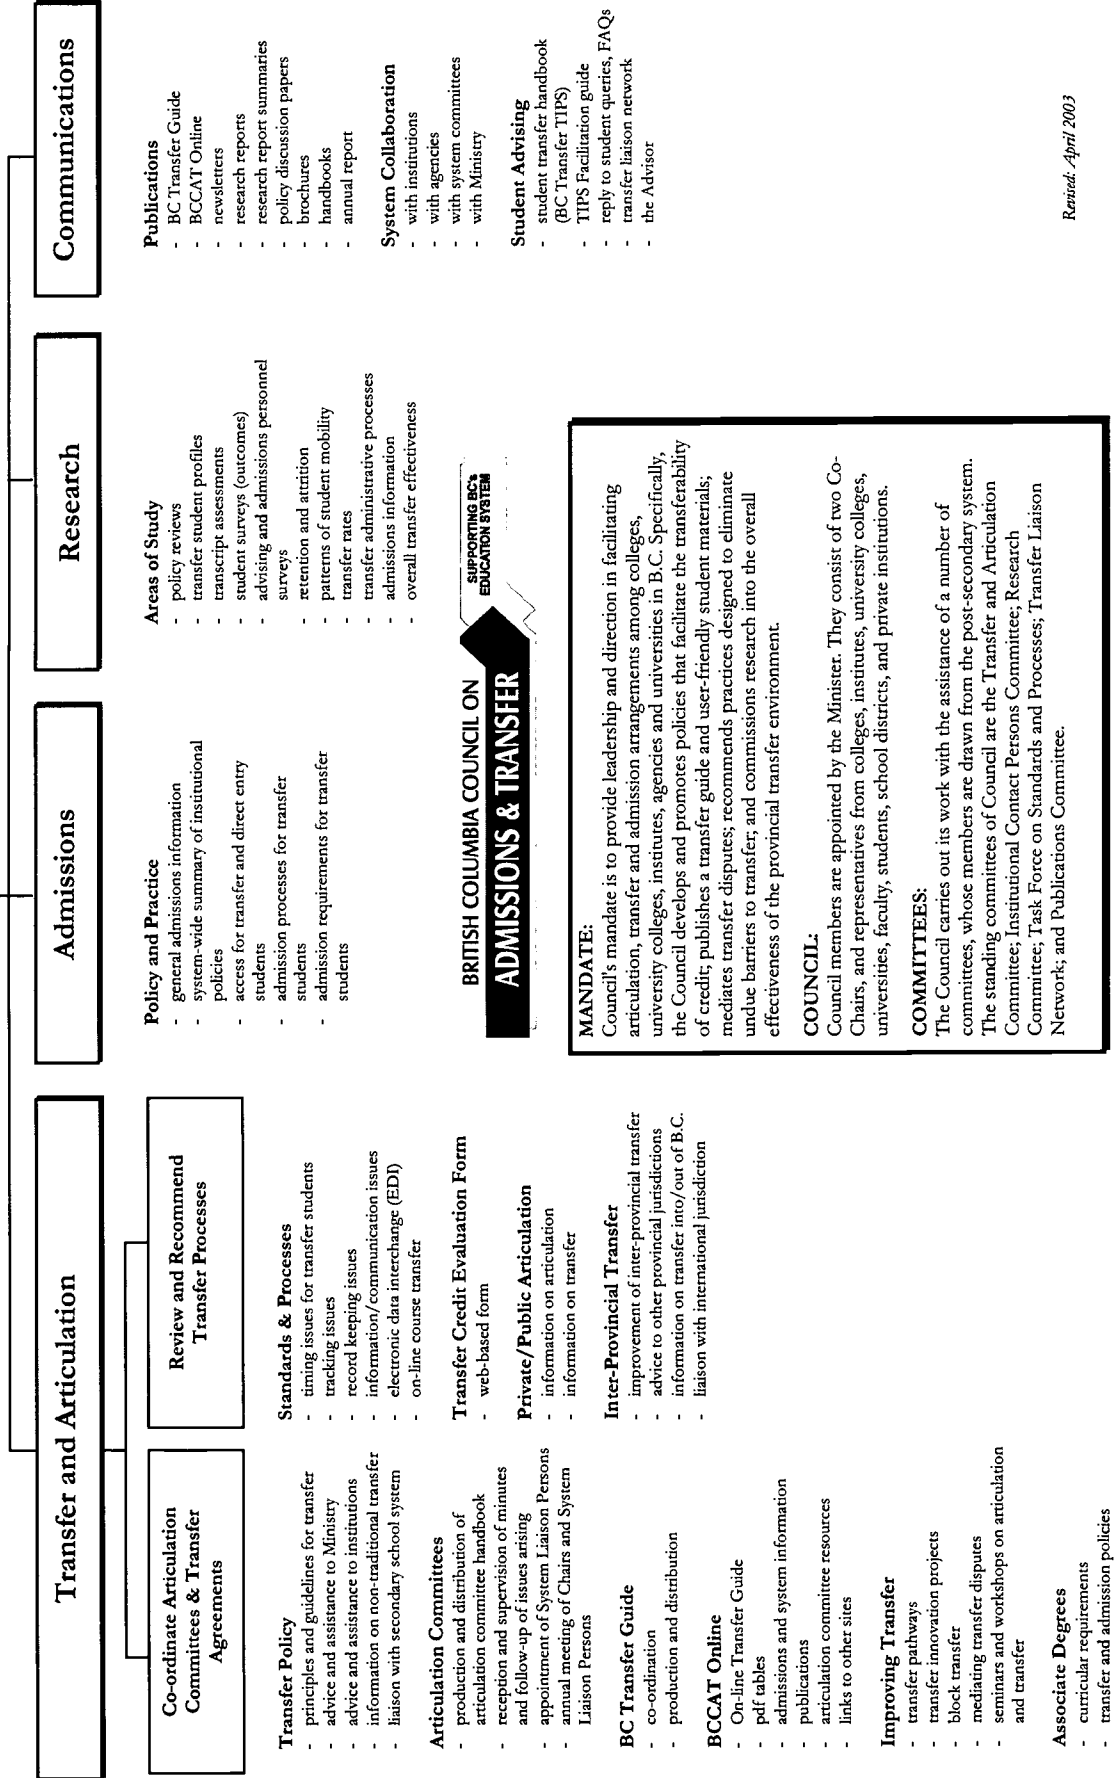 Transfer and Articulation
Co-ordinate Articulation
Committees & Transfer
Agreements
Transfer Policy
- principles and guidelines for transfer
- advice and assistance to Ministry
- advice and assistance to institutions
- information on non-traditional transfer
- liaison with secondary school system
Articulation Committees
- production and distribution of
articulation committee handbook
- reception and supervision of minutes
and follow-up of issues arising
- appointment of System Liaison Persons
- annual meeting of Chairs and System
Liaison Persons
BC Transfer Guide
- co-ordination
- production and distribution
BCCAT Online
- On-line Transfer Guide
- pdf tables
- admissions and system information
- publications
- articulation committee resources
- links to other sites
Improving Transfer
- transfer pathways
- transfer innovation projects
- block transfer
- mediating transfer disputes
- seminars and workshops on articulation
and transfer
Associate Degrees
- curricular requirements
- transfer and admission policies
Review and Recommend
Transfer Processes
Standards & Processes
- timing issues for transfer students
- tracking issues
- record keeping issues
- information/communication issues
- electronic data interchange (EDI)
- on-line course transfer
Transfer Credit Evaluation Form
- web-based form
Private/Public Articulation
- information on articulation
- information on transfer
Inter-Provincial Transfer
- improvement of inter-provincial transfer
- advice to other provincial jurisdictions
- information on transfer into/out of B.C.
- liaison with international jurisdiction
Admissions
Policy and Practice
- general admissions information
- system-wide summary of institutional
policies
- access for transfer and direct entry
students
- admission processes for transfer
students
- admission requirements for transfer
students
Research
Areas of Study
- policy reviews
- transfer student profiles
- transcript assessments
- student surveys (outcomes)
- advising and admissions personnel
surveys
- retention and attrition
- patterns of student mobility
- transfer rates
- transfer administrative processes
- admissions information
- overall transfer effectiveness
Communications
Publications
- BC Transfer Guide
- BCCAT Online
- newsletters
- research reports
- research report summaries
- policy discussion papers
- brochures
- handbooks
- annual report
System Collaboration
- with institutions
- with agencies
- with system committees
- with Ministry
Student Advising
- student transfer handbook
(BC Transfer TIPS)
- TIPS Facilitation guide
- reply to student queries, FAQs
- transfer liaison network
- the Advisor
BRITISH COLUMBIA COUNCIL ON
ADMISSIONS & TRANSFER
SUPPORTING BC's
EDUCATION SYSTEM
MANDATE:
Council's mandate is to provide leadership and direction in facilitating
articulation, transfer and admission arrangements among colleges,
university colleges, institutes, agencies and universities in B.C. Specifically,
the Council develops and promotes policies that facilitate the transferability
of credit; publishes a transfer guide and user-friendly student materials;
mediates transfer disputes; recommends practices designed to eliminate
undue barriers to transfer; and commissions research into the overall
effectiveness of the provincial transfer environment.
COUNCIL:
Council members are appointed by the Minister. They consist of two Co-
Chairs, and representatives from colleges, institutes, university colleges,
universities, faculty, students, school districts, and private institutions.
COMMITTEES:
The Council carries out its work with the assistance of a number of
committees, whose members are drawn from the post-secondary system.
The standing committees of Council are the Transfer and Articulation
Committee; Institutional Contact Persons Committee; Research
Committee; Task Force on Standards and Processes; Transfer Liaison
Network; and Publications Committee.
Revised: April 2003